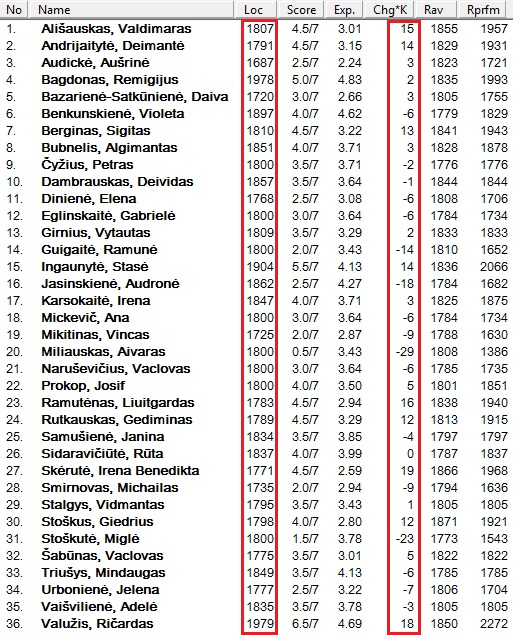 No Name Loc Score Exp. Chg*K Rav Rprfm
1. Ališauskas, Valdimaras 1807 4.5/7 3.01 15 1855 1957
2. Andrijaitytė, Deimantė 1791 4.5/7 3.15 14 1829 1931
3. Audickė, Aušrinė 1687 2.5/7 2.24 3 1823 1721
4. Bagdonas, Remigijus 1978 5.0/7 4.83 2 1835 1993
5. Bazarienė-Satkūnienė, Daiva 1720 3.0/7 2.66 3 1805 1755
6. Benkunskienė, Violeta 1897 4.0/7 4.62 -6 1779 1829
7. Berginas, Sigitas 1810 4.5/7 3.22 13 1841 1943
8. Bubnelis, Algimantas 1851 4.0/7 3.71 3 1828 1878
9. Čyžius, Petras 1800 3.5/7 3.71 -2 1776 1776
10. Dambrauskas, Deividas 1857 3.5/7 3.64 -1 1844 1844
11. Dinienė, Elena 1768 2.5/7 3.08 -6 1808 1706
12. Eglinskaitė, Gabrielė 1800 3.0/7 3.64 -6 1784 1734
13. Girnius, Vytautas 1809 3.5/7 3.29 2 1833 1833
14. Guigaitė, Ramunė 1800 2.0/7 3.43 -14 1810 1652
15. Ingaunytė, Stasė 1904 5.5/7 4.13 14 1836 2066
16. Jasinskienė, Audronė 1862 2.5/7 4.27 -18 1784 1682
17. Karsokaitė, Irena 1847 4.0/7 3.71 3 1825 1875
18. Mickevič, Ana 1800 3.0/7 3.64 -6 1784 1734
19. Mikitinas, Vincas 1725 2.0/7 2.87 -9 1788 1630
20. Miliauskas, Aivaras 1800 0.5/7 3.43 -29 1808 1386
21. Naruševičius, Vaclovas 1800 3.0/7 3.64 -6 1785 1735
22. Prokop, Josif 1800 4.0/7 3.50 5 1801 1851
23. Ramutėnas, Liuitgardas 1783 4.5/7 2.94 16 1838 1940
24. Rutkauskas, Gediminas 1789 4.5/7 3.29 12 1813 1915
25. Samušienė, Janina 1834 3.5/7 3.85 -4 1797 1797
26. Sidaravičiūtė, Rūta 1837 4.0/7 3.99 0 1787 1837
27. Skėrutė, Irena Benedikta 1771 4.5/7 2.59 19 1866 1968
28. Smirnovas, Michailas 1735 2.0/7 2.94 -9 1794 1636
29. Stalgys, Vidmantas 1795 3.5/7 3.43 1 1805 1805
30. Stoškus, Giedrius 1798 4.0/7 2.80 12 1871 1921
31. Stoškutė, Miglė 1800 1.5/7 3.78 -23 1773 1543
32. Šabūnas, Vaclovas 1775 3.5/7 3.01 5 1822 1822
33. Triušys, Mindaugas 1849 3.5/7 4.13 -6 1785 1785
34. Urbonienė, Jelena 1777 2.5/7 3.22 -7 1806 1704
35. Vaišvilienė, Adelė 1835 3.5/7 3.78 -3 1805 1805
36. Valužis, Ričardas 1979 6.5/7 4.69 18 1850 2272